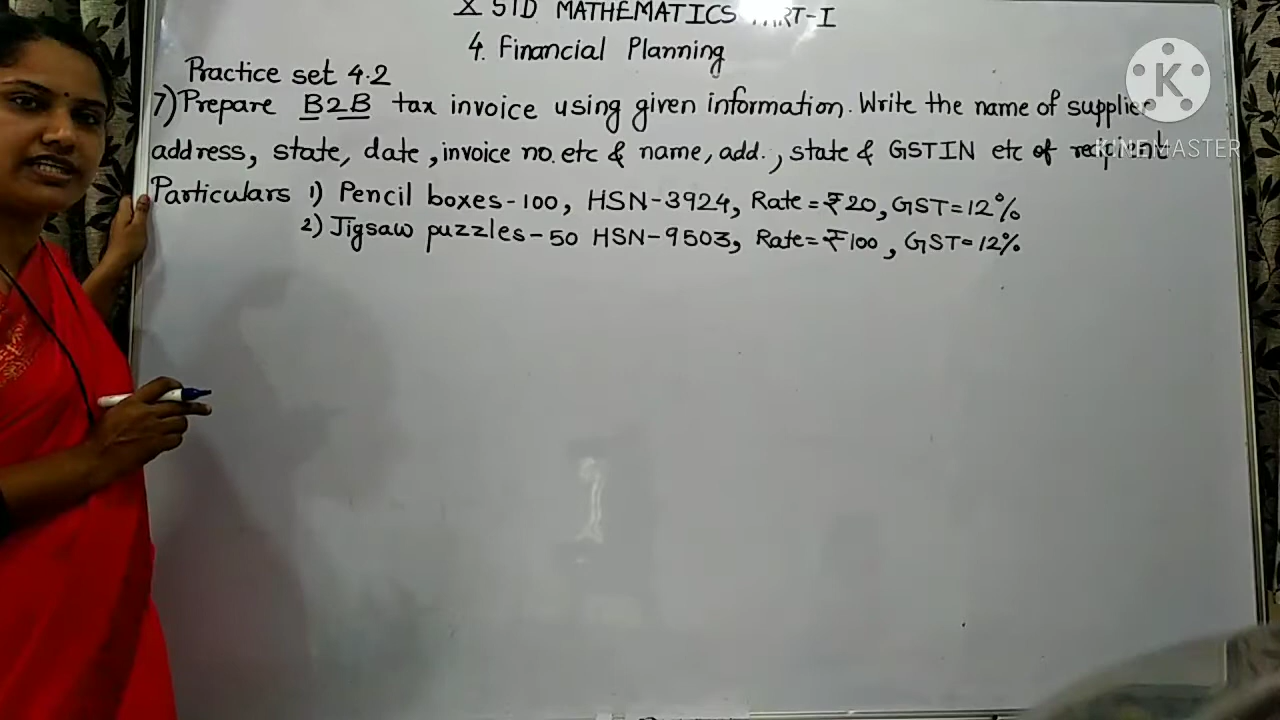 X STD MATHEMATICS PART-I
4. Financial Planning
Practice set 4.2
7) Prepare B2B tax invoice using given information. Write the name of supplier
address, state, date, invoice no. etc & name, add., state & GSTIN etc of recipient
Particulars 1) Pencil boxes-100, HSN-3924, Rate=₹20, GST=12%
2) Jigsaw puzzles-50 HSN-9503, Rate=₹100, GST=12%
K
KINEMASTER